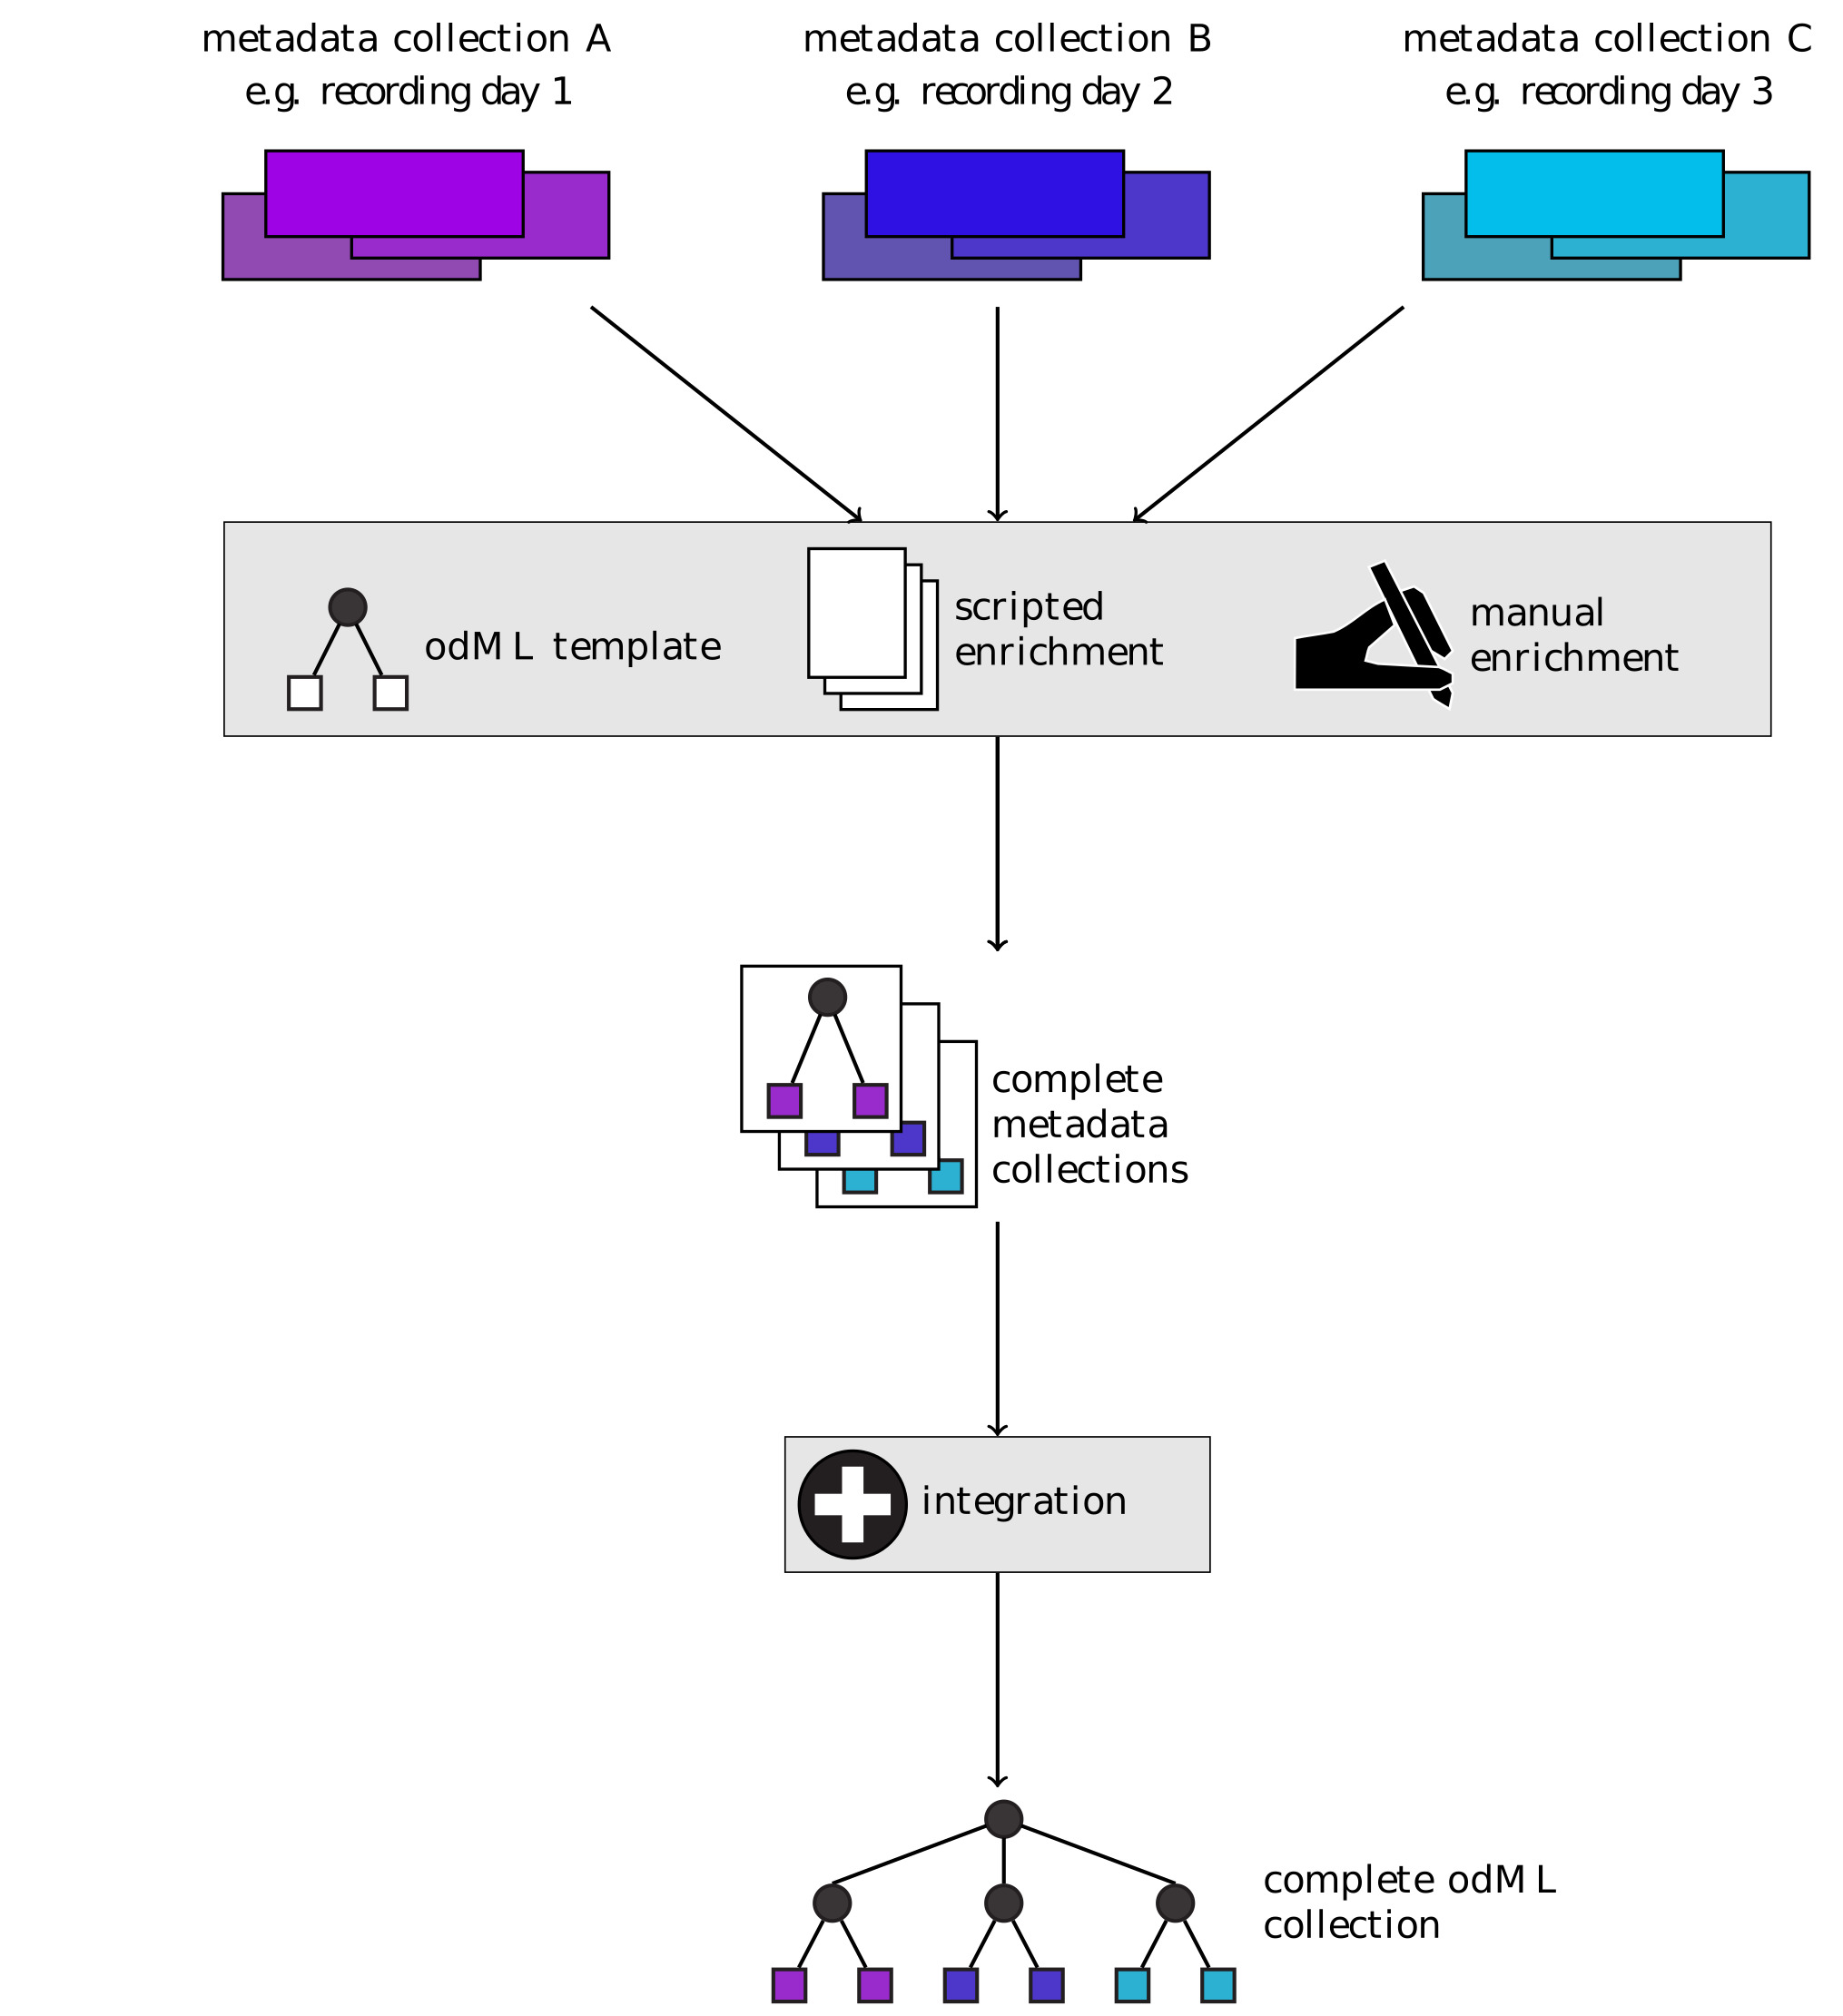 metadata collection A
e.g. recording day 1
metadata collection B
e.g. recording day 2
metadata collection C
e.g. recording day 3
odML template
scripted
enrichment
manual
enrichment
complete
metadata
collections
integration
complete odML
collection